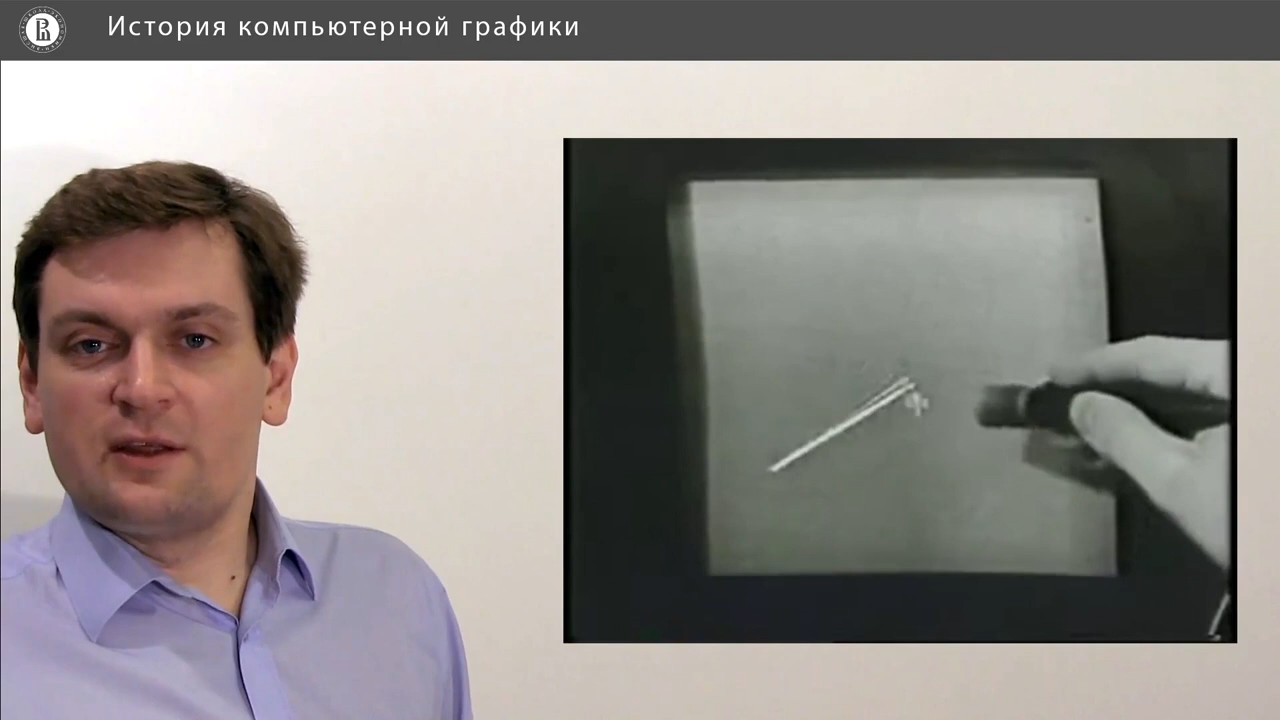 История компьютерной графики